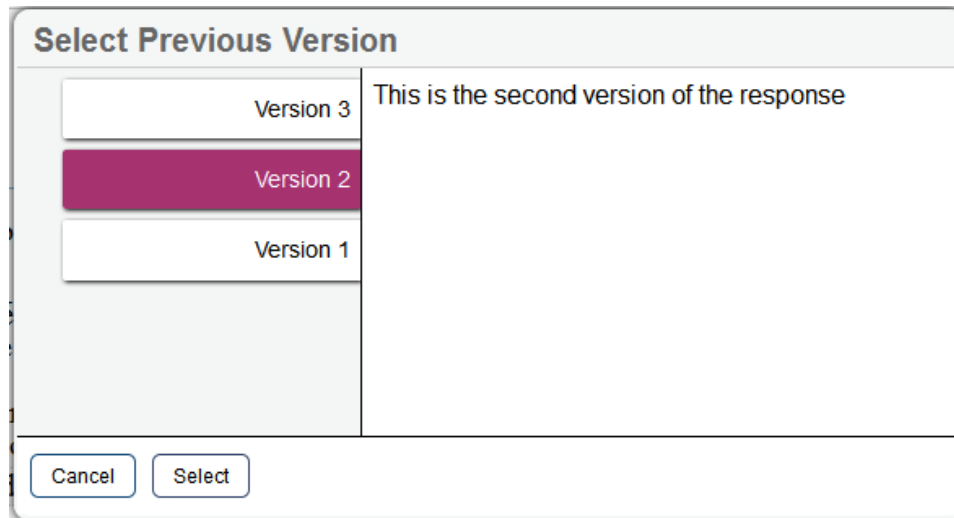 Select Previous Version
Version 3
Version 2
Version 1
This is the second version of the response
Cancel
Select